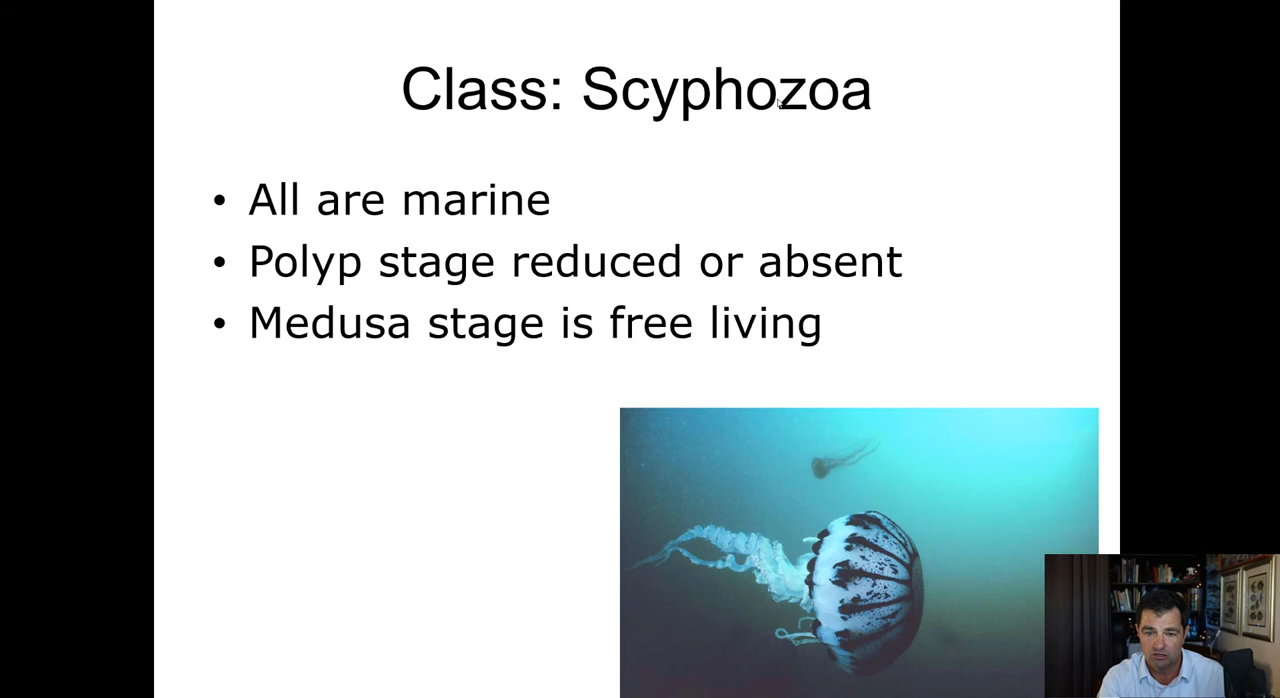 Class: Scyphozoa
• All are marine
• Polyp stage reduced or absent
• Medusa stage is free living